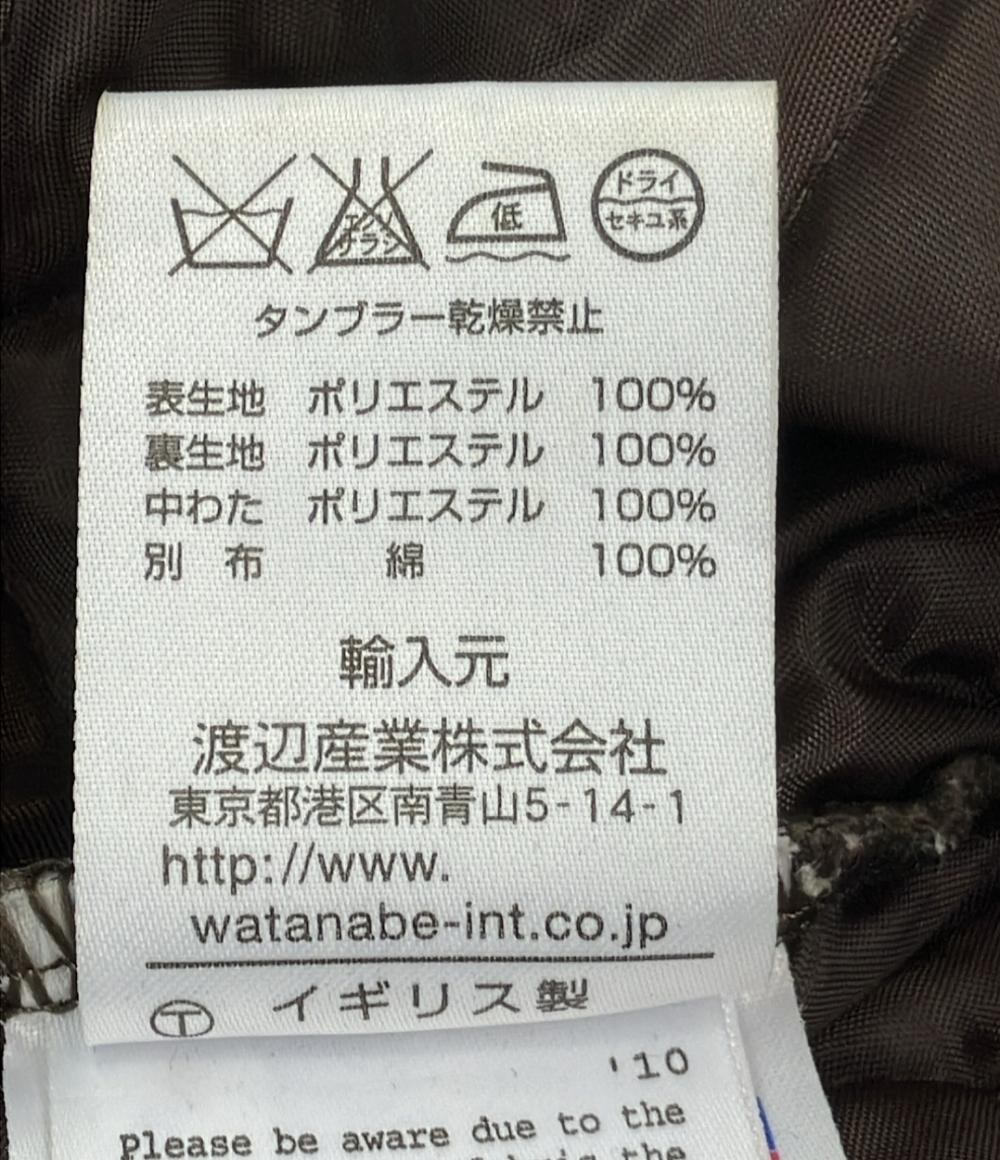 エンソ
サラシ
低
ドライ
セキユ系
タンブラー乾燥禁止
表生地 ポリエステル 100%
裏生地 ポリエステル 100%
中わた ポリエステル 100%
別 布 綿 100%
輸入元
渡辺産業株式会社
東京都港区南青山5-14-1
http://www.
watanabe-int.co.jp
Ⓣ イギリス製
'10
Please be aware due to the
the